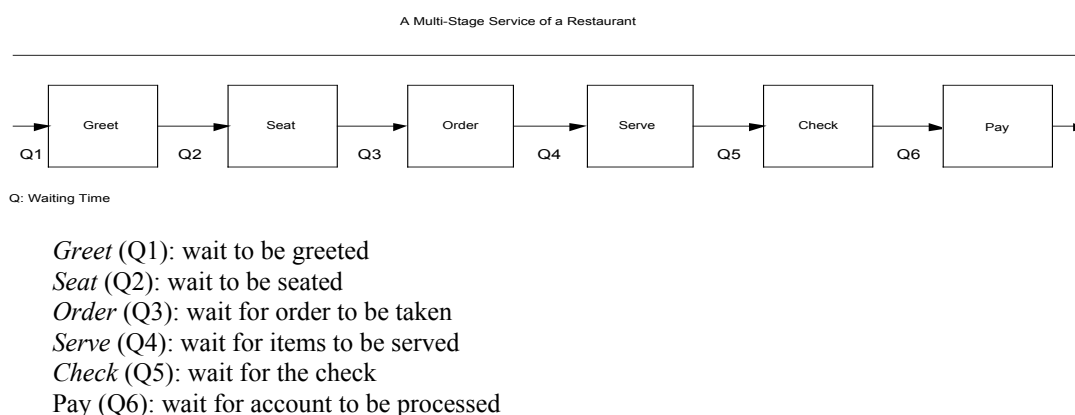 A Multi-Stage Service of a Restaurant
Greet Seat Order Serve Check Pay
Q1 Q2 Q3 Q4 Q5 Q6
Q: Waiting Time
Greet (Q1): wait to be greeted
Seat (Q2): wait to be seated
Order (Q3): wait for order to be taken
Serve (Q4): wait for items to be served
Check (Q5): wait for the check
Pay (Q6): wait for account to be processed